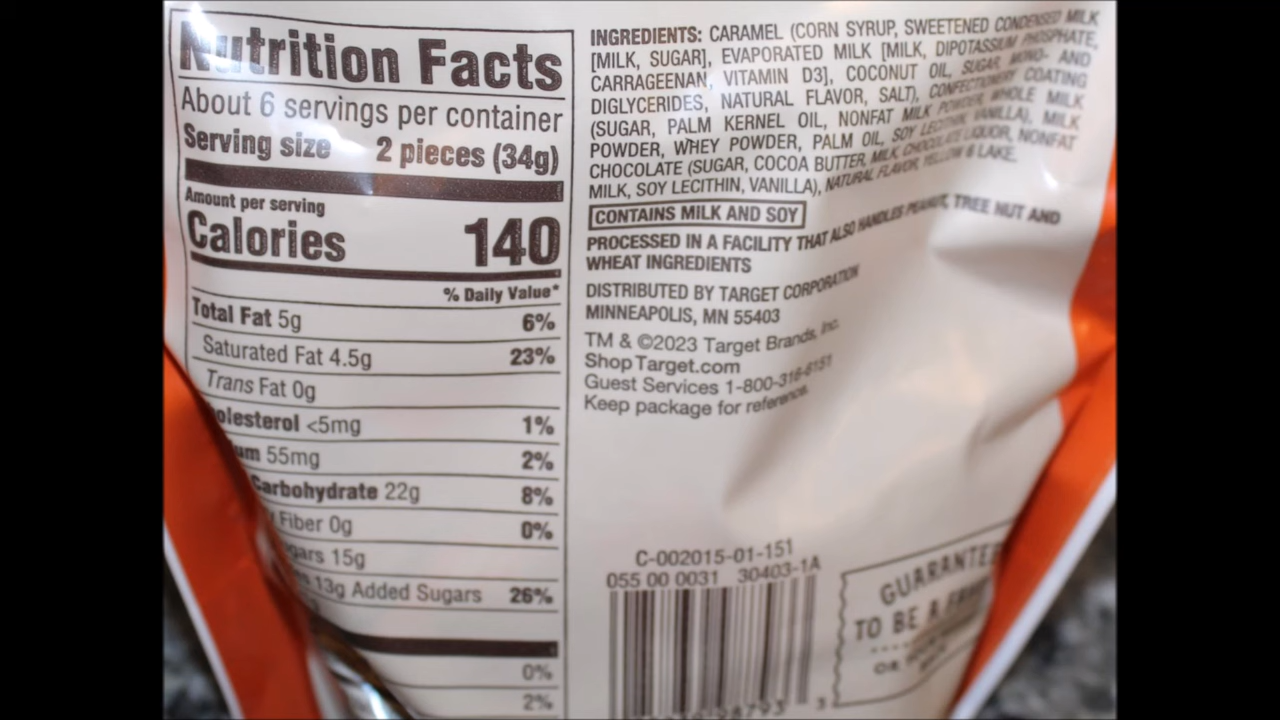 Nutrition Facts
About 6 servings per container
Serving size 2 pieces (34g)
Amount per serving
Calories 140
% Daily Value*
Total Fat 5g 6%
Saturated Fat 4.5g 23%
Trans Fat 0g
olesterol <5mg 1%
um 55mg 2%
Carbohydrate 22g 8%
Fiber 0g 0%
gars 15g
13g Added Sugars 26%
0%
2%
INGREDIENTS: CARAMEL (CORN SYRUP, SWEETENED CONDENSED MILK
[MILK, SUGAR], EVAPORATED MILK [MILK, DIPOTASSIUM PHOSPHATE,
CARRAGEENAN, VITAMIN D3], COCONUT OIL, SUGAR, MONO- AND
DIGLYCERIDES, NATURAL FLAVOR, SALT), CONFECTIONERY COATING
(SUGAR, PALM KERNEL OIL, NONFAT MILK POWDER, WHOLE MILK
POWDER, WHEY POWDER, PALM OIL, SOY LECITHIN, VANILLA), MILK
CHOCOLATE (SUGAR, COCOA BUTTER, MILK, CHOCOLATE LIQUOR, NONFAT
MILK, SOY LECITHIN, VANILLA), NATURAL FLAVOR, YELLOW 6 LAKE.
CONTAINS MILK AND SOY
PROCESSED IN A FACILITY THAT ALSO HANDLES PEANUT, TREE NUT AND
WHEAT INGREDIENTS
DISTRIBUTED BY TARGET CORPORATION
MINNEAPOLIS, MN 55403
TM & ©2023 Target Brands, Inc.
Shop Target.com
Guest Services 1-800-316-6151
Keep package for reference.
C-002015-01-151
055 00 0031 30403-1A
3
GUARANTEE
TO BE A
OR